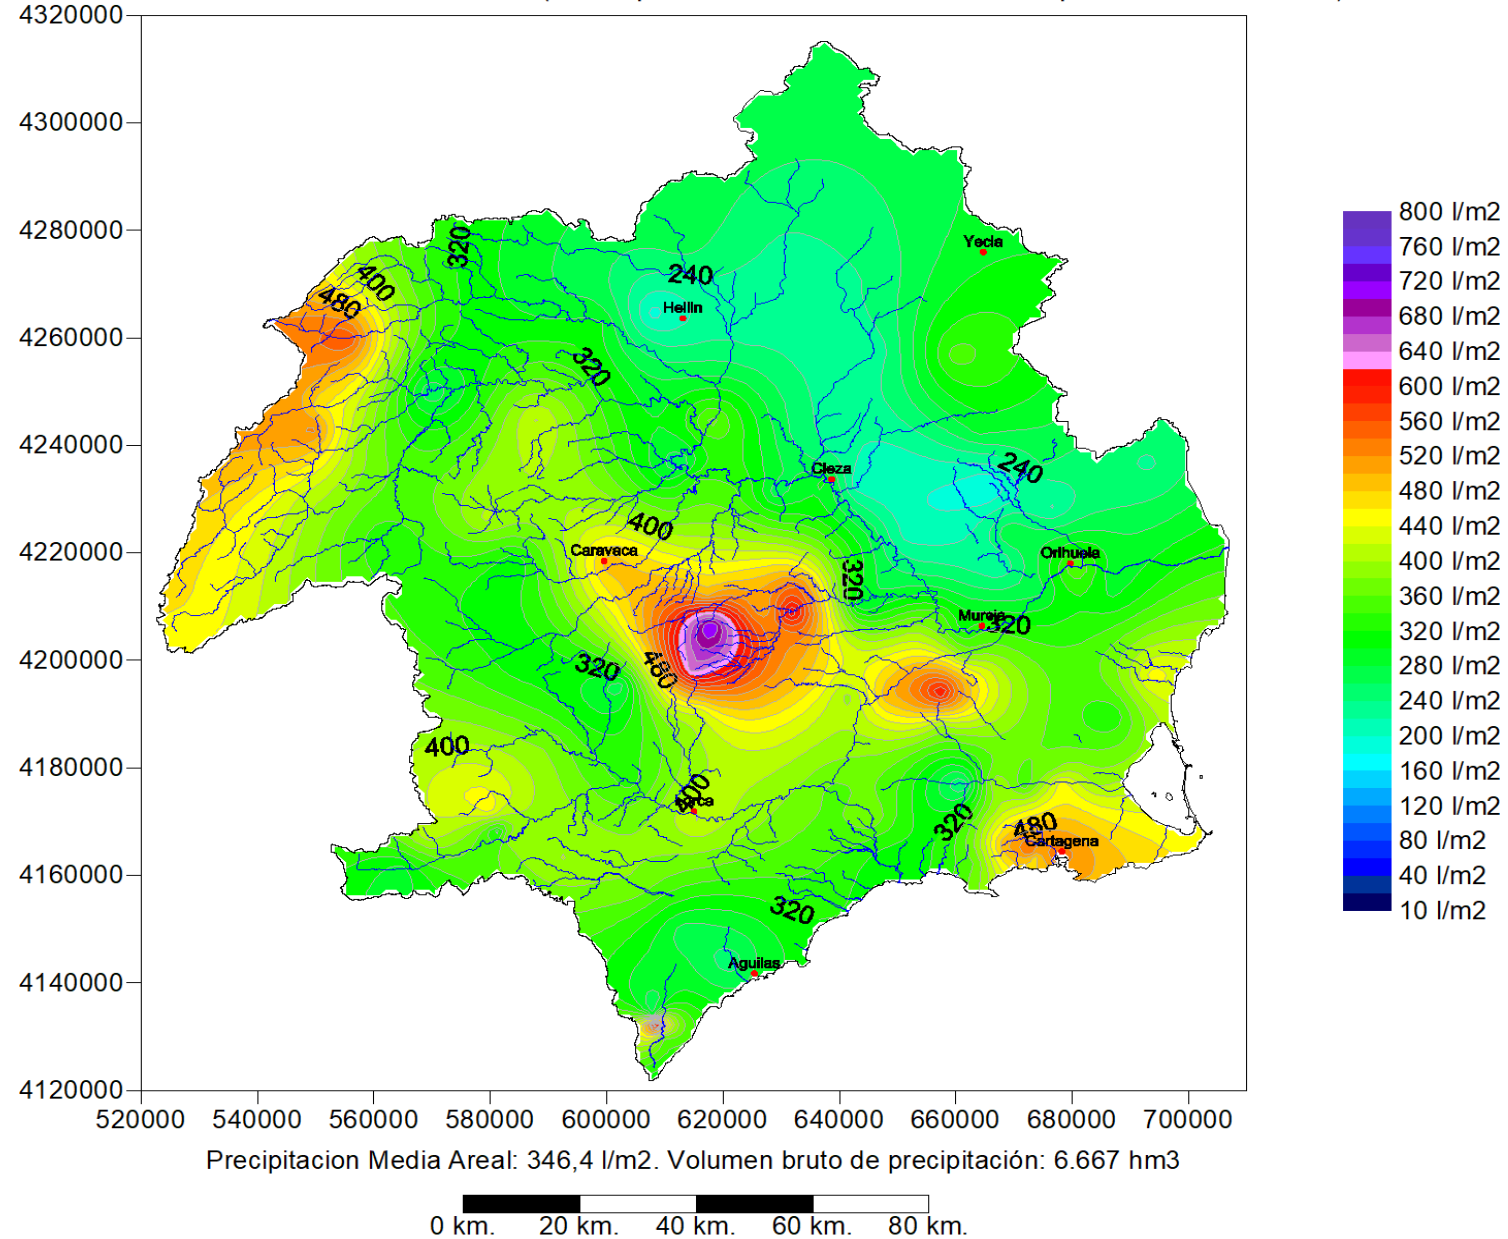 4320000
4300000
4280000
4260000
4240000
4220000
4200000
4180000
4160000
4140000
4120000
520000 540000 560000 580000 600000 620000 640000 660000 680000 700000
320
400
480
240
Yecla
Hellin
320
Cieza
240
400
Caravaca
320
Orihuela
Murcia
320
320
480
400
400
320
480
Cartagena
320
Aguilas
800 l/m2
760 l/m2
720 l/m2
680 l/m2
640 l/m2
600 l/m2
560 l/m2
520 l/m2
480 l/m2
440 l/m2
400 l/m2
360 l/m2
320 l/m2
280 l/m2
240 l/m2
200 l/m2
160 l/m2
120 l/m2
80 l/m2
40 l/m2
10 l/m2
Precipitacion Media Areal: 346,4 l/m2. Volumen bruto de precipitación: 6.667 hm3
0 km. 20 km. 40 km. 60 km. 80 km.